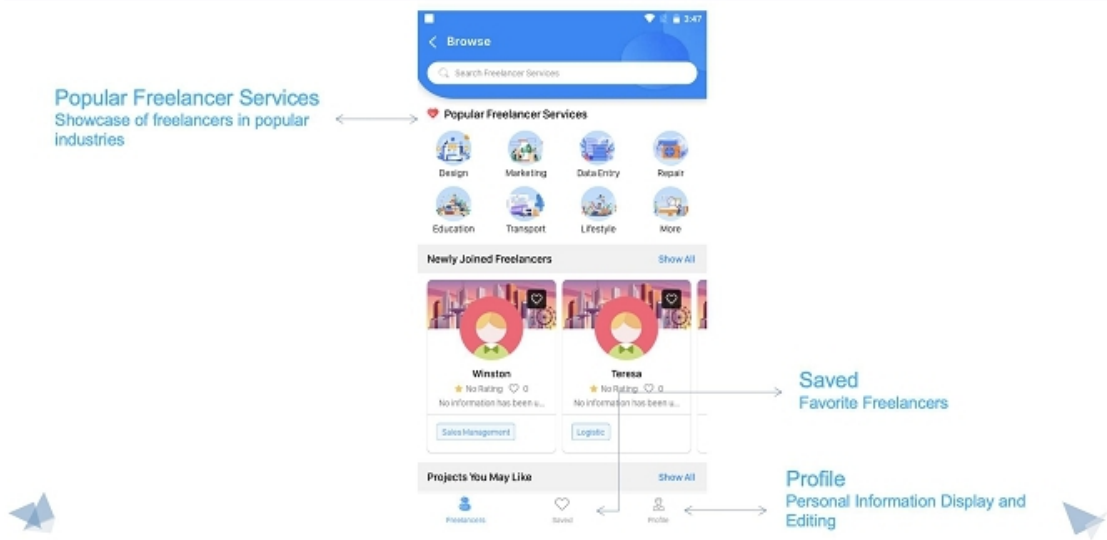 3:47
Browse
Search Freelancer Services
Popular Freelancer Services
Showcase of freelancers in popular
industries
Popular Freelancer Services
Design
Marketing
Data Entry
Repair
Education
Transport
Lifestyle
More
Newly Joined Freelancers
Show All
Winston
No Rating 0
No information has been u...
Sales Management
Teresa
No Rating 0
No information has been u...
Logistic
Saved
Favorite Freelancers
Projects You May Like
Show All
Freelancers
Saved
Profile
Profile
Personal Information Display and
Editing